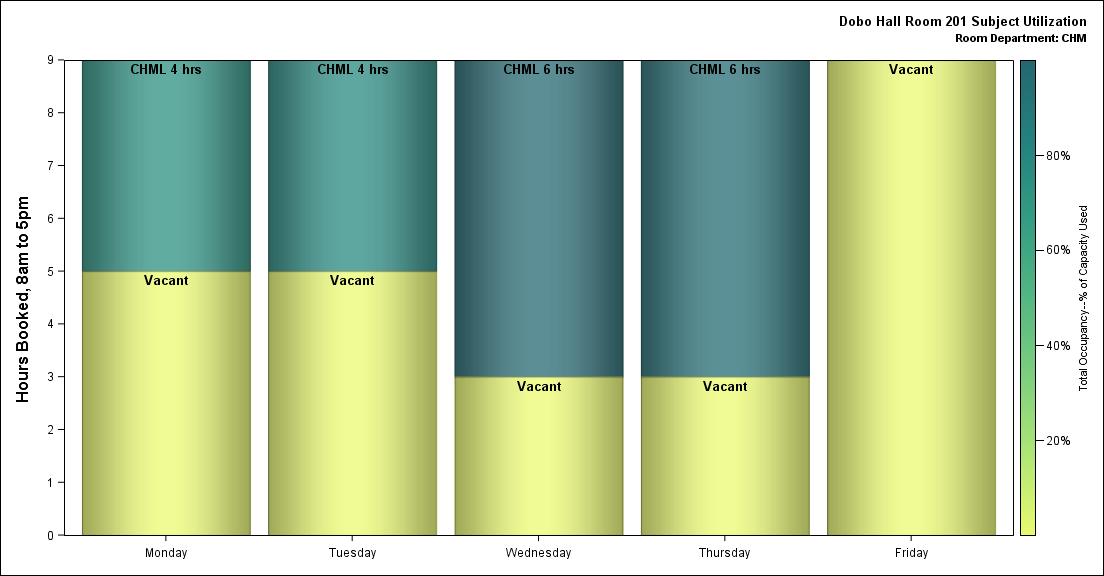 Dobo Hall Room 201 Subject Utilization
Room Department: CHM
Hours Booked, 8am to 5pm
9
8
7
6
5
4
3
2
1
0
CHML 4 hrs
Vacant
CHML 4 hrs
Vacant
CHML 6 hrs
Vacant
CHML 6 hrs
Vacant
Vacant
Monday
Tuesday
Wednesday
Thursday
Friday
80%
60%
40%
20%
Total Occupancy--% of Capacity Used